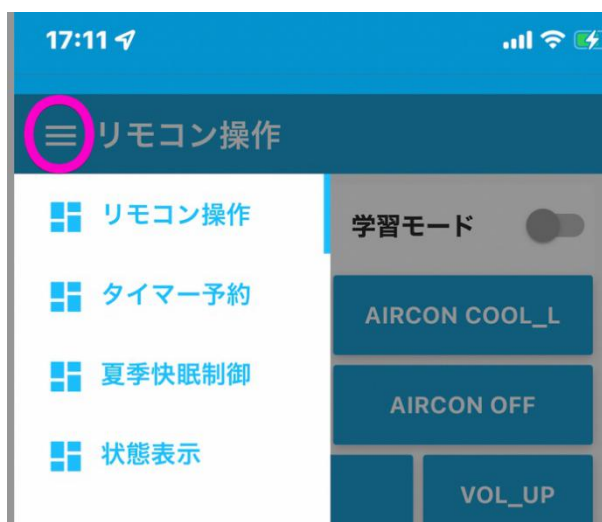 17:11
リモコン操作
リモコン操作
学習モード
タイマー予約
AIRCON COOL_L
夏季快眠制御
AIRCON OFF
状態表示
VOL_UP